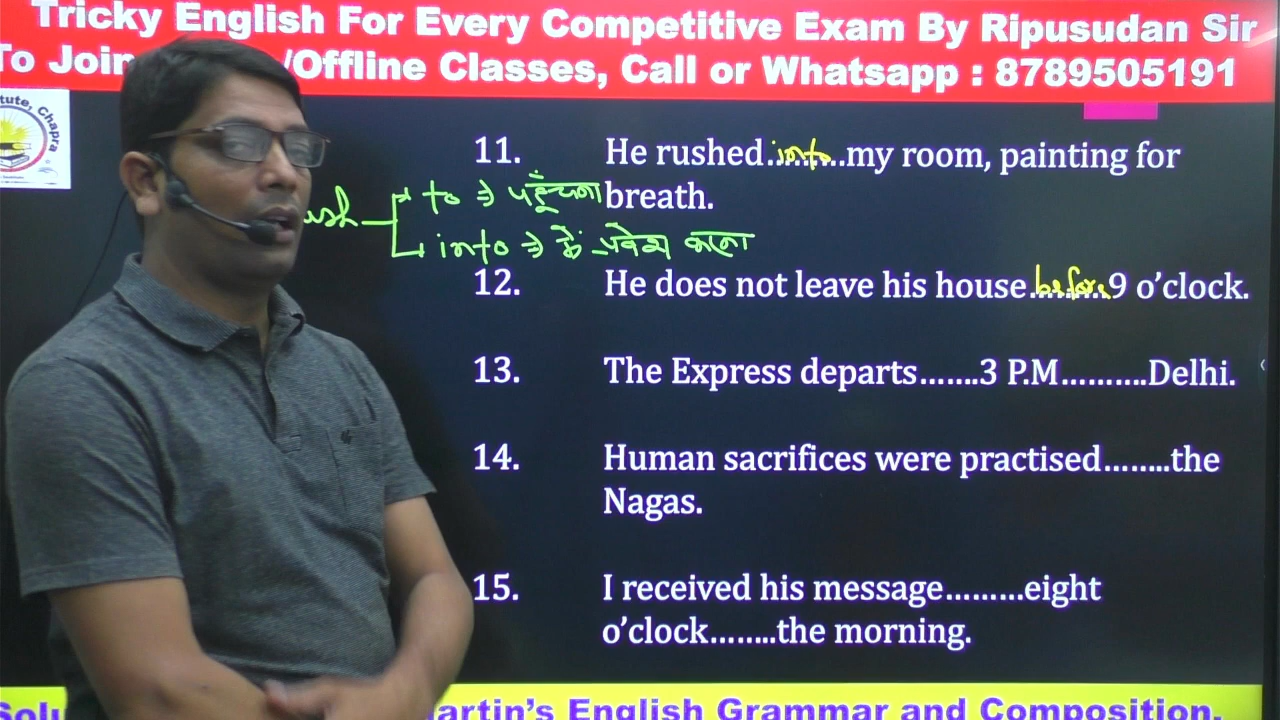 Tricky English For Every Competitive Exam By Ripusudan Sir
To Join /Offline Classes, Call or Whatsapp : 8789505191
tute, Chapra
11. He rushed...into...my room, painting for
breath.
to ⇒ पहुँचना
into ⇒ में प्रवेश करना
12. He does not leave his house...before...9 o’clock.
13. The Express departs.......3 P.M..........Delhi.
14. Human sacrifices were practised........the
Nagas.
15. I received his message.........eight
o’clock........the morning.
artin’s English Grammar and Composition.